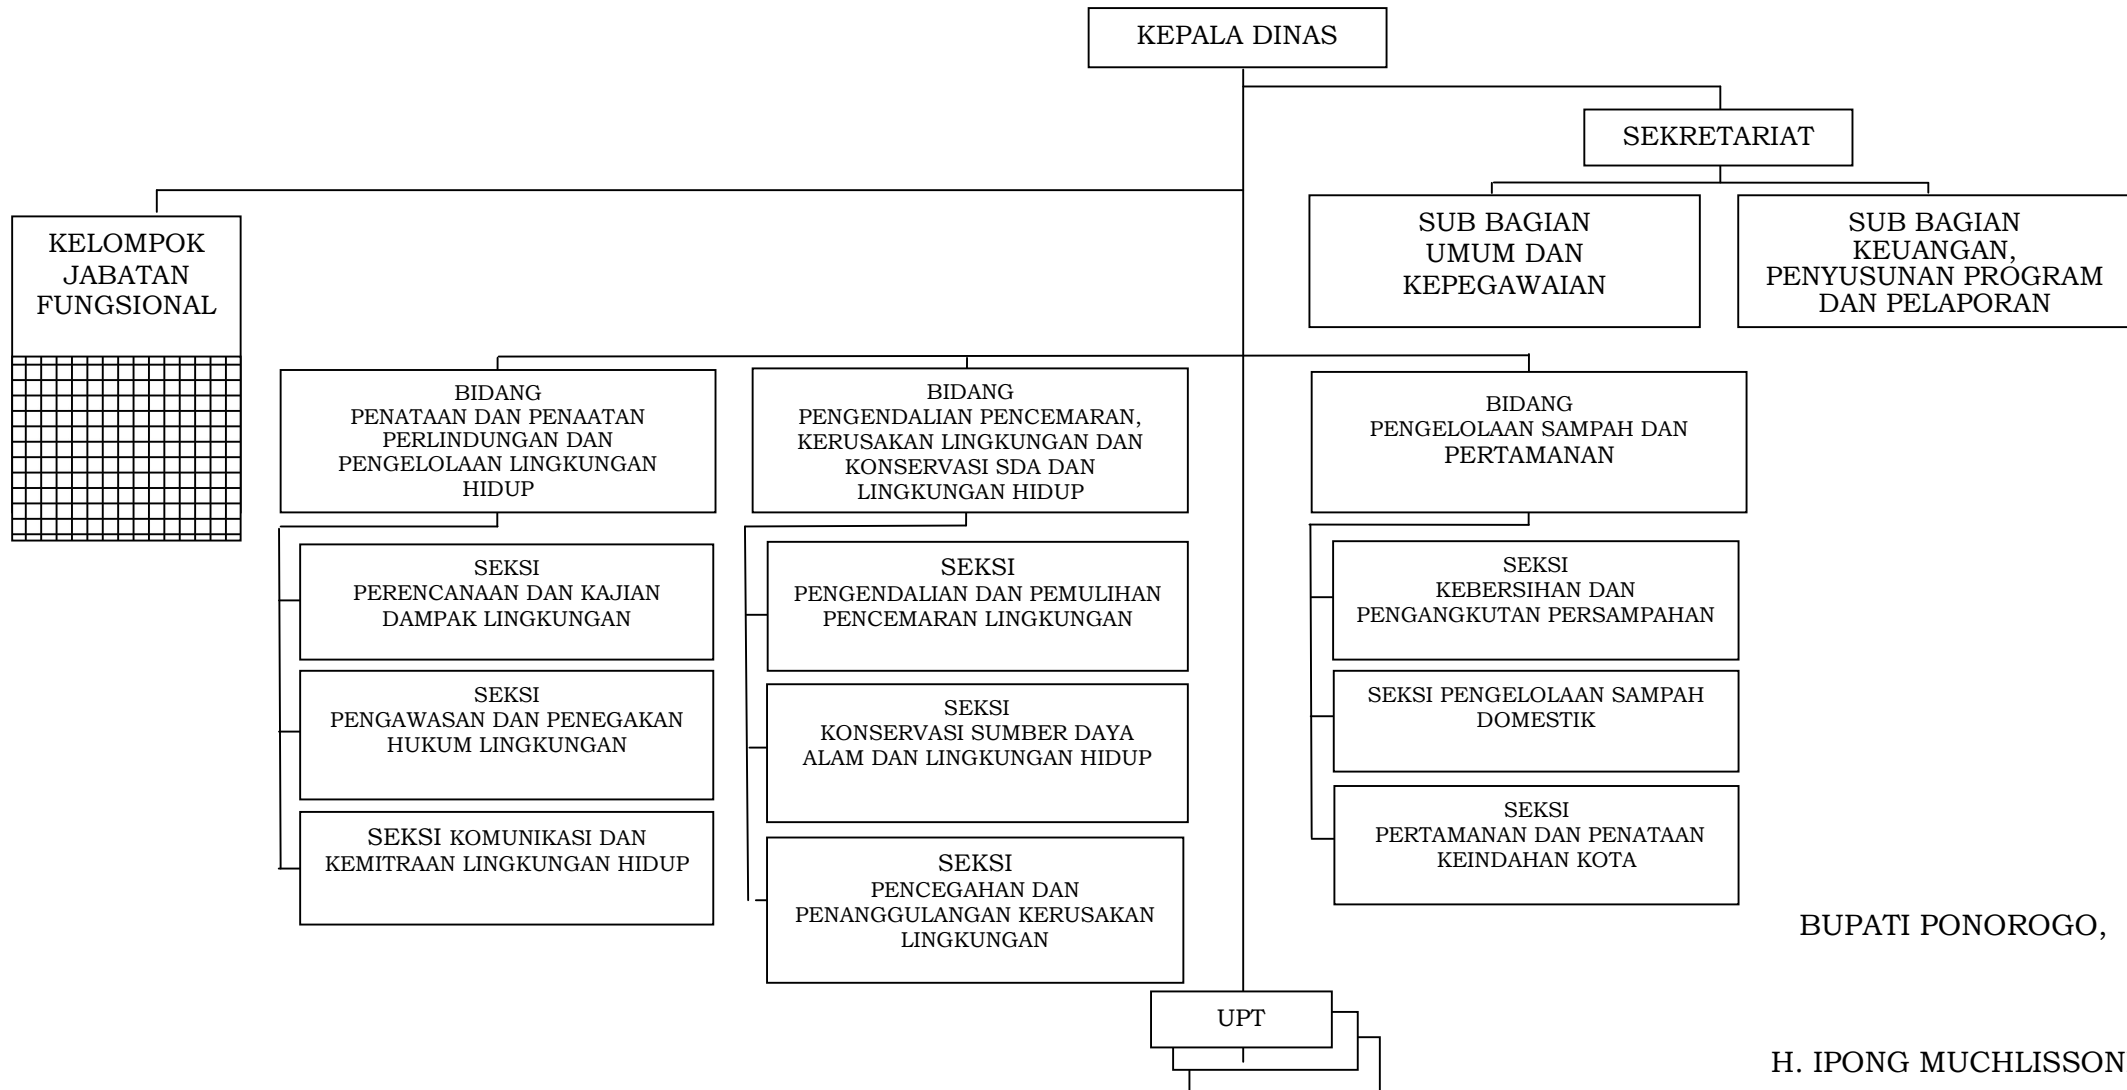 KEPALA DINAS
SEKRETARIAT
SUB BAGIAN
UMUM DAN
KEPEGAWAIAN
SUB BAGIAN
KEUANGAN,
PENYUSUNAN PROGRAM
DAN PELAPORAN
KELOMPOK
JABATAN
FUNGSIONAL
BIDANG
PENATAAN DAN PENAATAN
PERLINDUNGAN DAN
PENGELOLAAN LINGKUNGAN
HIDUP
BIDANG
PENGENDALIAN PENCEMARAN,
KERUSAKAN LINGKUNGAN DAN
KONSERVASI SDA DAN
LINGKUNGAN HIDUP
BIDANG
PENGELOLAAN SAMPAH DAN
PERTAMANAN
SEKSI
PERENCANAAN DAN KAJIAN
DAMPAK LINGKUNGAN
SEKSI
PENGAWASAN DAN PENEGAKAN
HUKUM LINGKUNGAN
SEKSI KOMUNIKASI DAN
KEMITRAAN LINGKUNGAN HIDUP
SEKSI
PENGENDALIAN DAN PEMULIHAN
PENCEMARAN LINGKUNGAN
SEKSI
KONSERVASI SUMBER DAYA
ALAM DAN LINGKUNGAN HIDUP
SEKSI
PENCEGAHAN DAN
PENANGGULANGAN KERUSAKAN
LINGKUNGAN
SEKSI
KEBERSIHAN DAN
PENGANGKUTAN PERSAMPAHAN
SEKSI PENGELOLAAN SAMPAH
DOMESTIK
SEKSI
PERTAMANAN DAN PENATAAN
KEINDAHAN KOTA
UPT
BUPATI PONOROGO,
H. IPONG MUCHLISSON